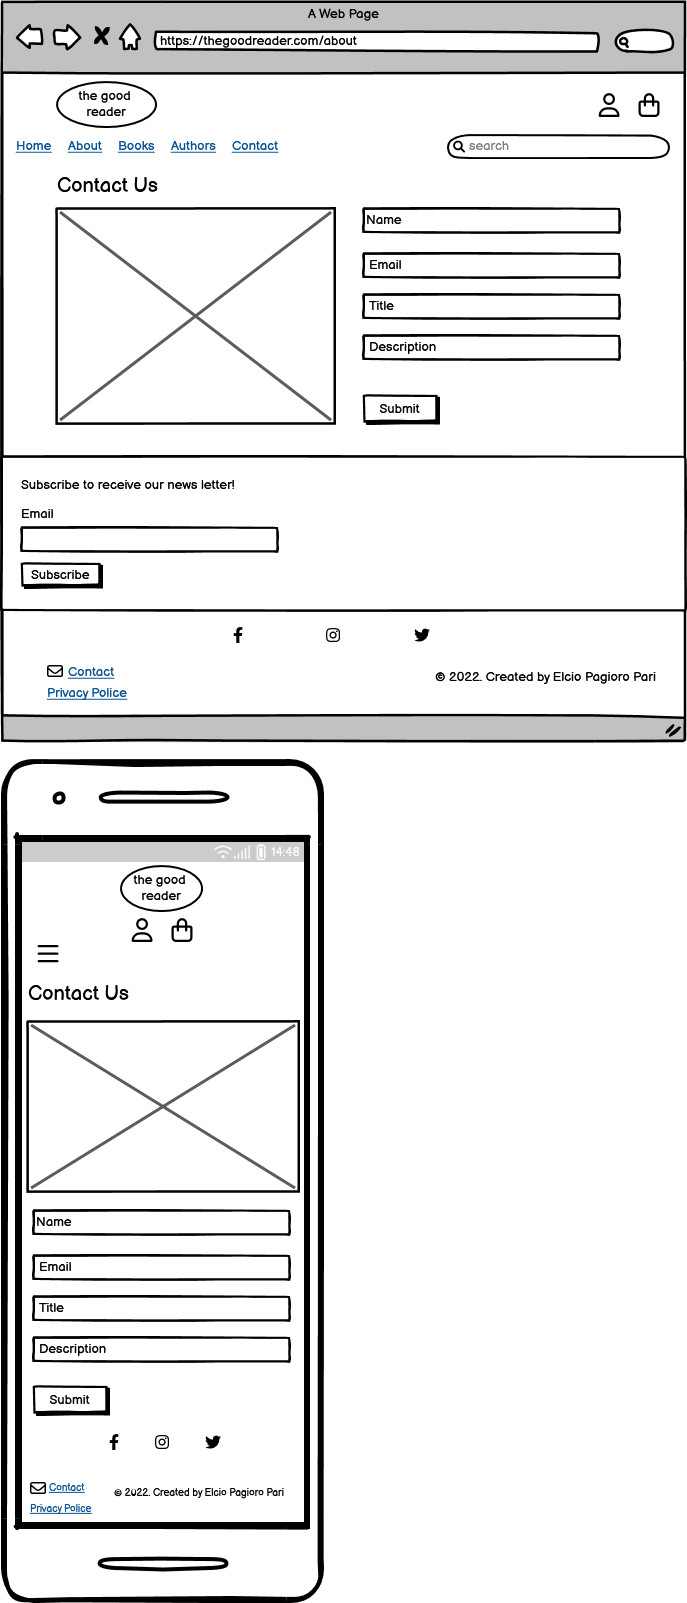 A Web Page
https://thegoodreader.com/about
the good
reader
Home About Books Authors Contact
search
Contact Us
Name
Email
Title
Description
Submit
Subscribe to receive our news letter!
Email
Subscribe
Contact
© 2022. Created by Elcio Pagioro Pari
Privacy Police
14:48
the good
reader
Contact Us
Name
Email
Title
Description
Submit
Contact
© 2022. Created by Elcio Pagioro Pari
Privacy Police